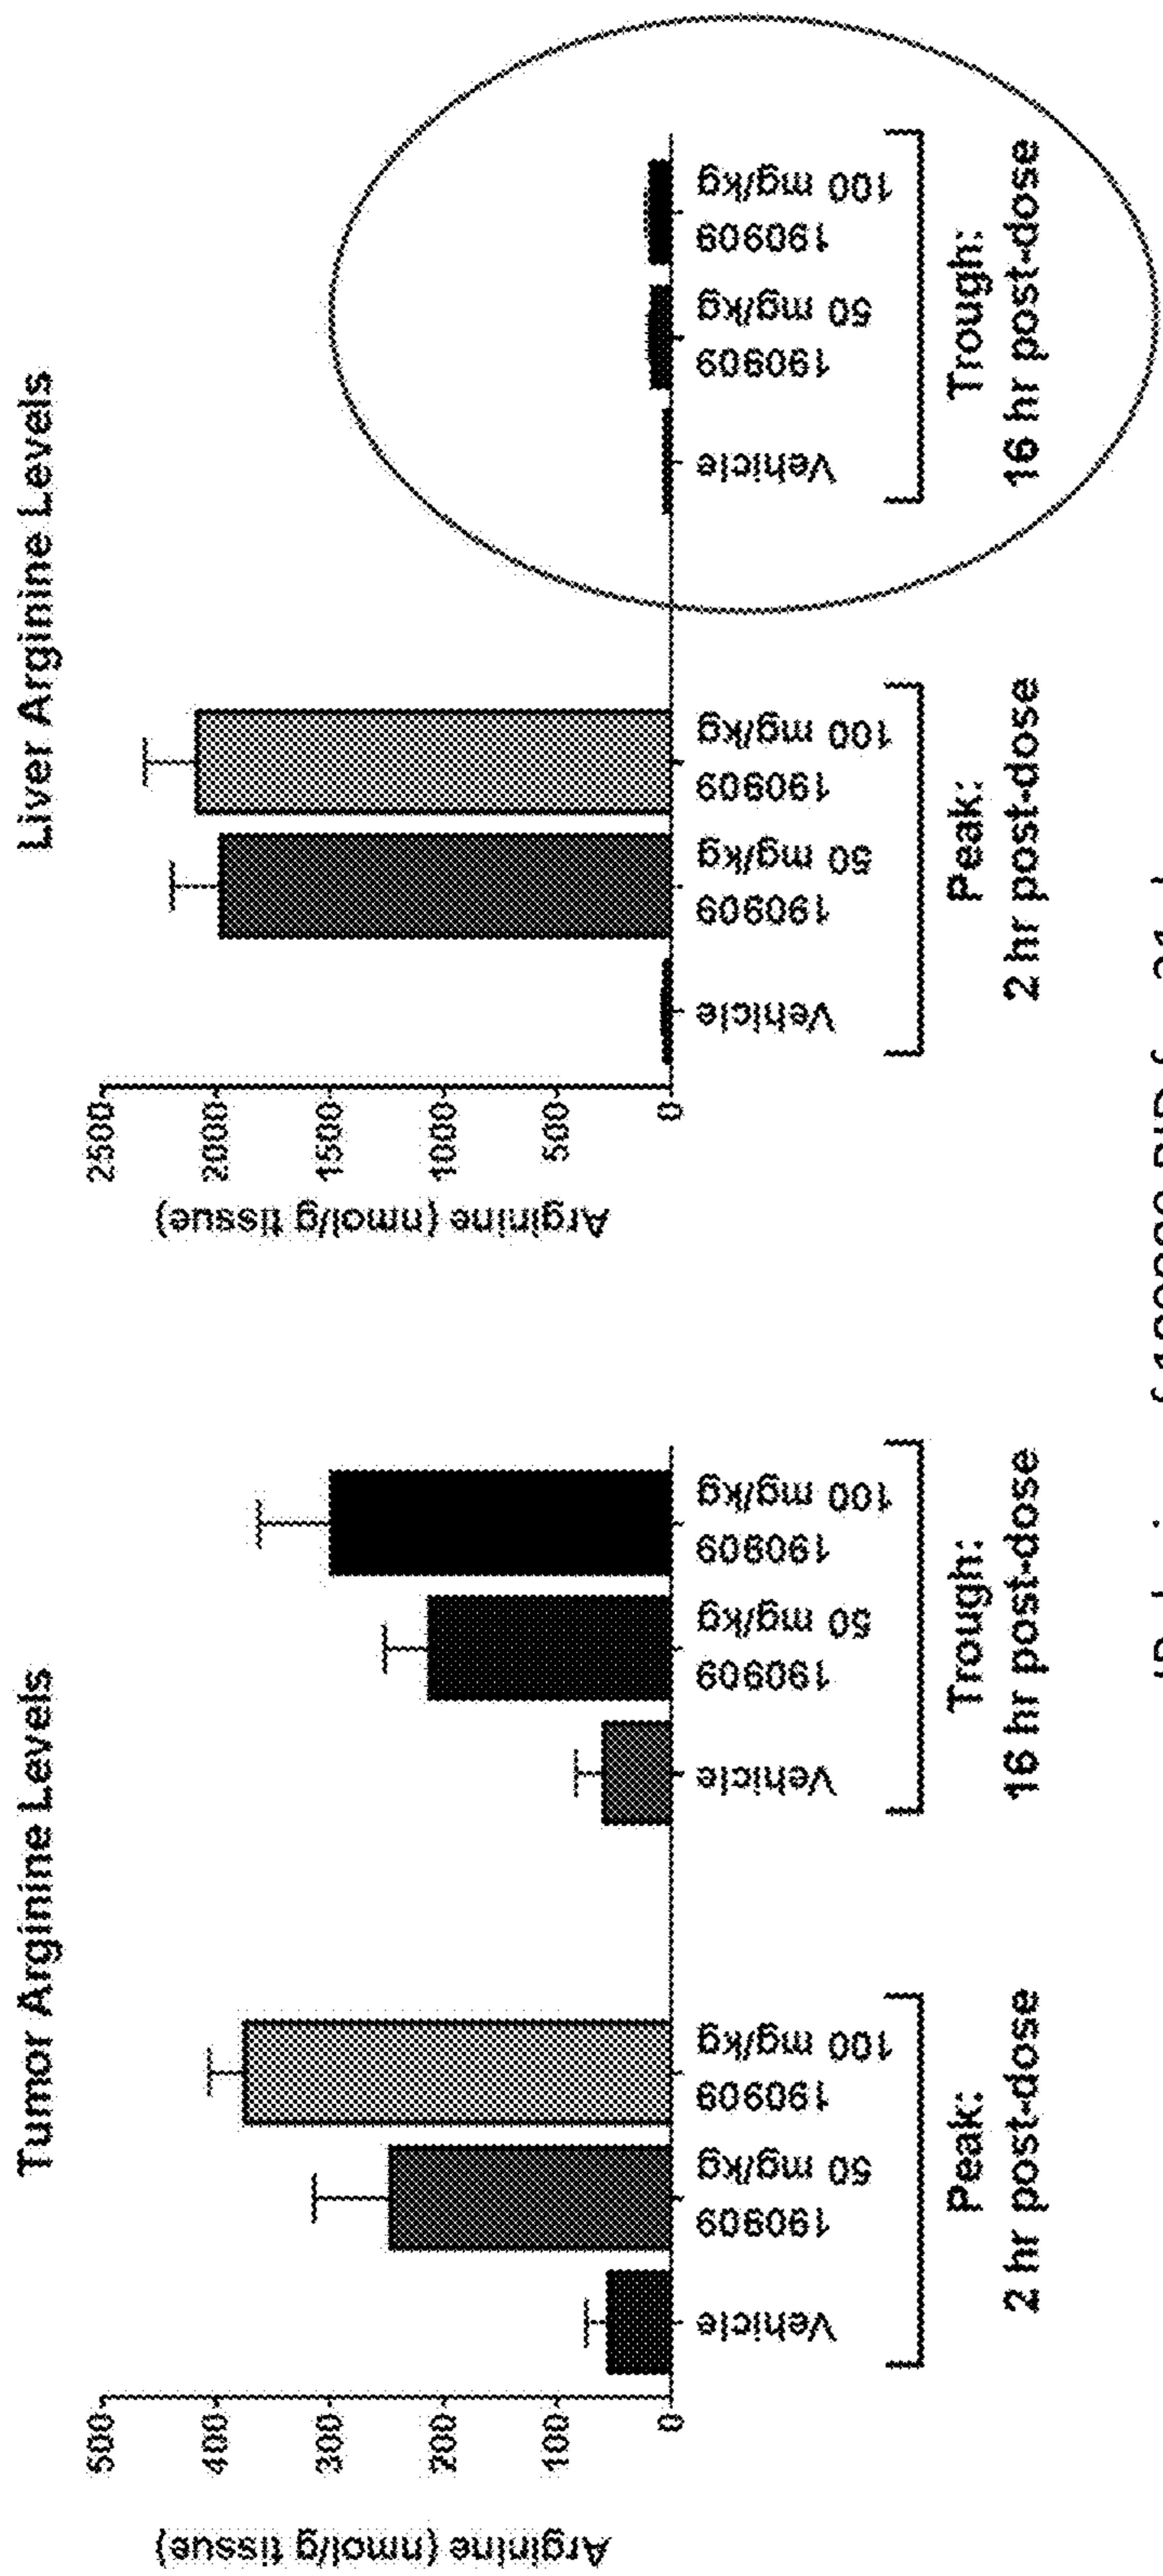 Tumor Arginine Levels
Arginine (nmol/g tissue)
500
400
300
200
100
0
Vehicle
190909
50 mg/kg
190909
100 mg/kg
Vehicle
190909
50 mg/kg
190909
100 mg/kg
Peak:
2 hr post-dose
Trough:
16 hr post-dose
Liver Arginine Levels
Arginine (nmol/g tissue)
2500
2000
1500
1000
500
0
Vehicle
190909
50 mg/kg
190909
100 mg/kg
Vehicle
190909
50 mg/kg
190909
100 mg/kg
Peak:
2 hr post-dose
Trough:
16 hr post-dose